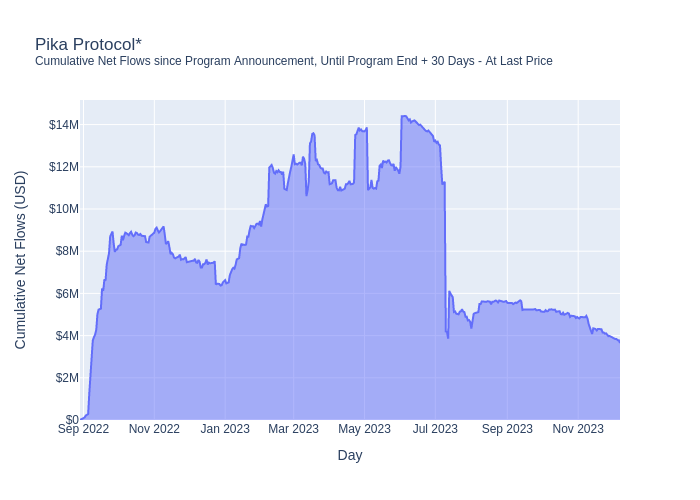 Pika Protocol*
Cumulative Net Flows since Program Announcement, Until Program End + 30 Days - At Last Price
Cumulative Net Flows (USD)
$14M
$12M
$10M
$8M
$6M
$4M
$2M
$0
Sep 2022 Nov 2022 Jan 2023 Mar 2023 May 2023 Jul 2023 Sep 2023 Nov 2023
Day